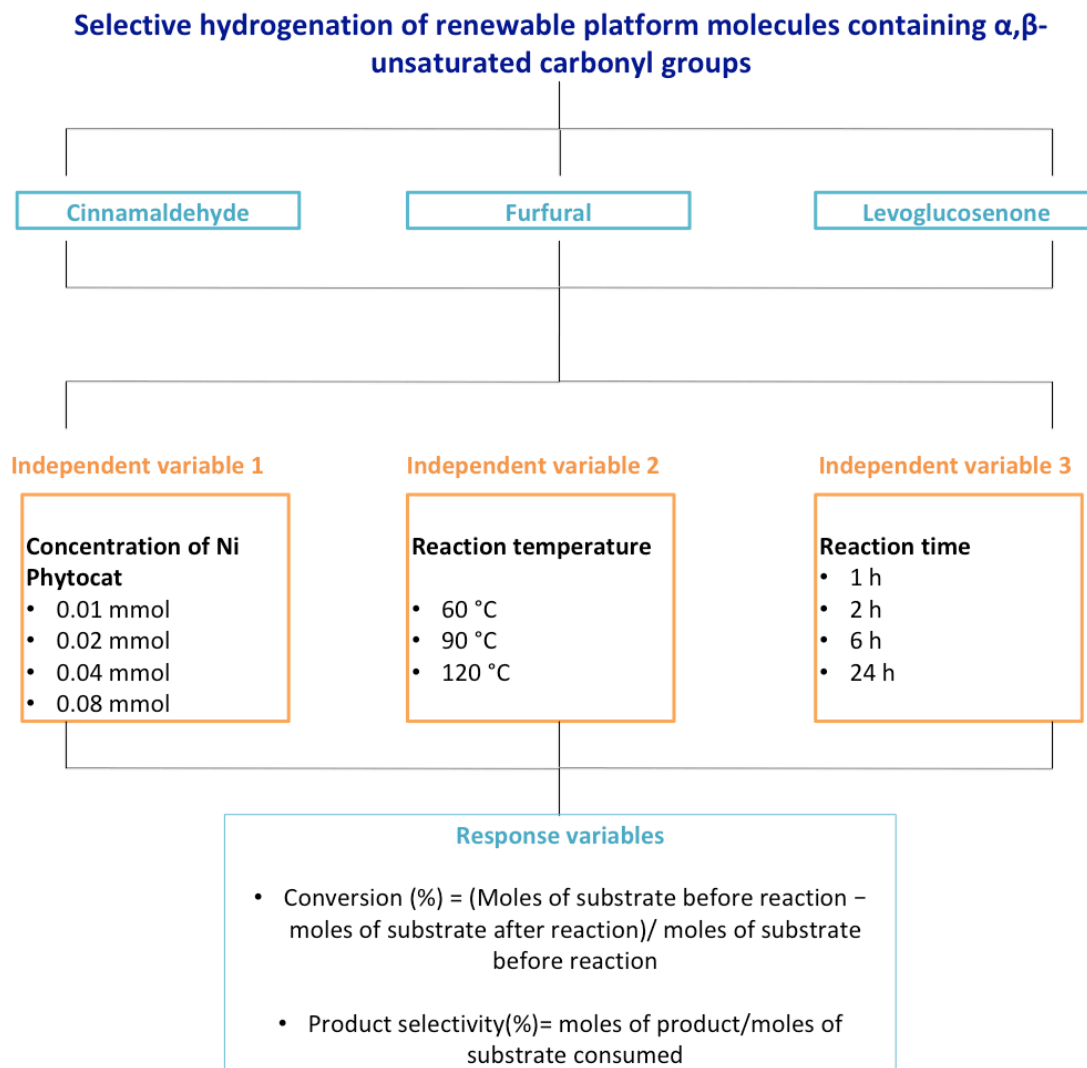 Selective hydrogenation of renewable platform molecules containing α,β-
unsaturated carbonyl groups
Cinnamaldehyde
Furfural
Levoglucosenone
Independent variable 1
Concentration of Ni
Phytocat
• 0.01 mmol
• 0.02 mmol
• 0.04 mmol
• 0.08 mmol
Independent variable 2
Reaction temperature
• 60 °C
• 90 °C
• 120 °C
Independent variable 3
Reaction time
• 1 h
• 2 h
• 6 h
• 24 h
Response variables
• Conversion (%) = (Moles of substrate before reaction −
moles of substrate after reaction)/ moles of substrate
before reaction
• Product selectivity(%)= moles of product/moles of
substrate consumed